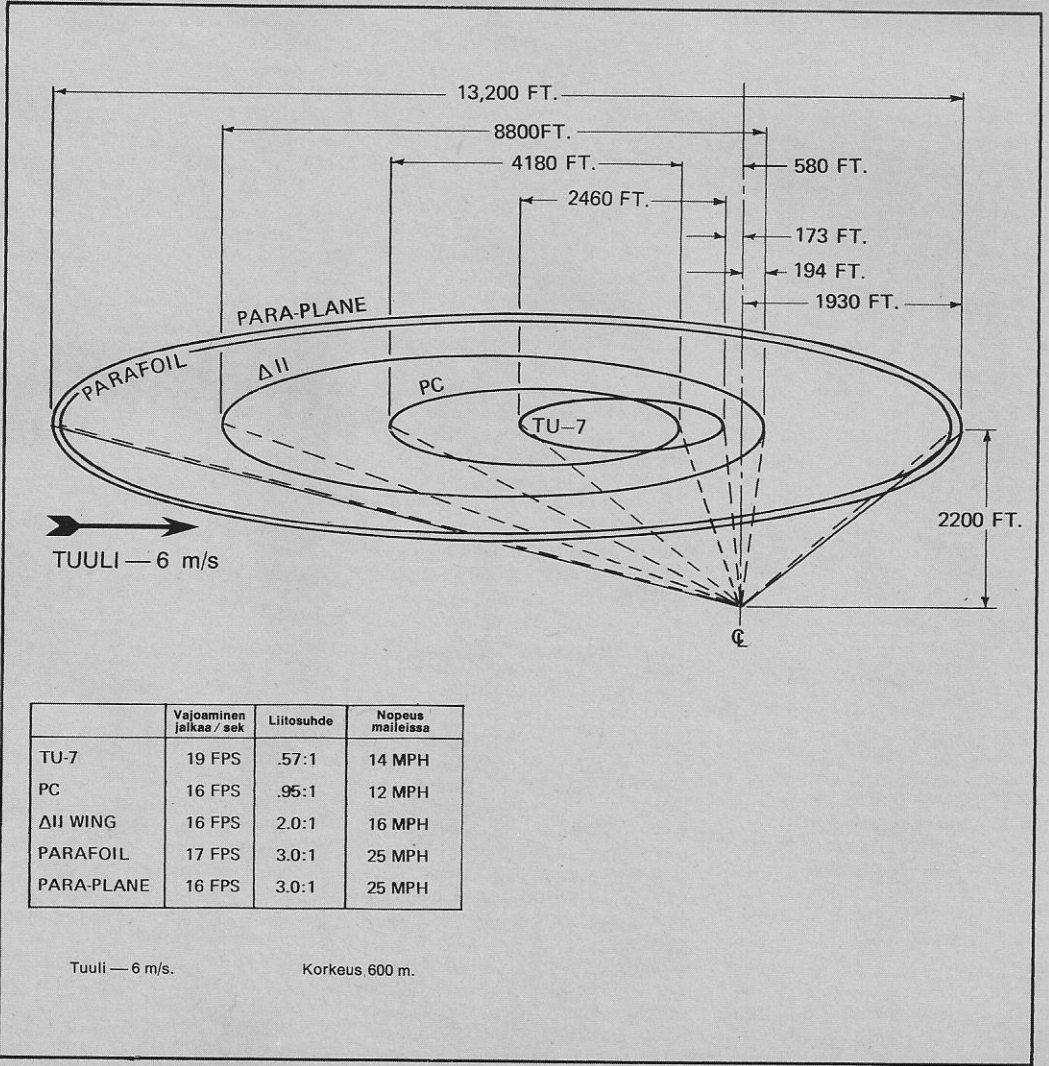 13,200 FT.
8800FT.
4180 FT.
580 FT.
2460 FT.
173 FT.
194 FT.
1930 FT.
PARA-PLANE
PARAFOIL
Δ II
PC
TU–7
2200 FT.
TUULI — 6 m/s
℄
Vajoaminen jalkaa / sek Liitosuhde Nopeus maileissa
TU-7 19 FPS .57:1 14 MPH
PC 16 FPS .95:1 12 MPH
ΔII WING 16 FPS 2.0:1 16 MPH
PARAFOIL 17 FPS 3.0:1 25 MPH
PARA-PLANE 16 FPS 3.0:1 25 MPH
Tuuli — 6 m/s. Korkeus 600 m.